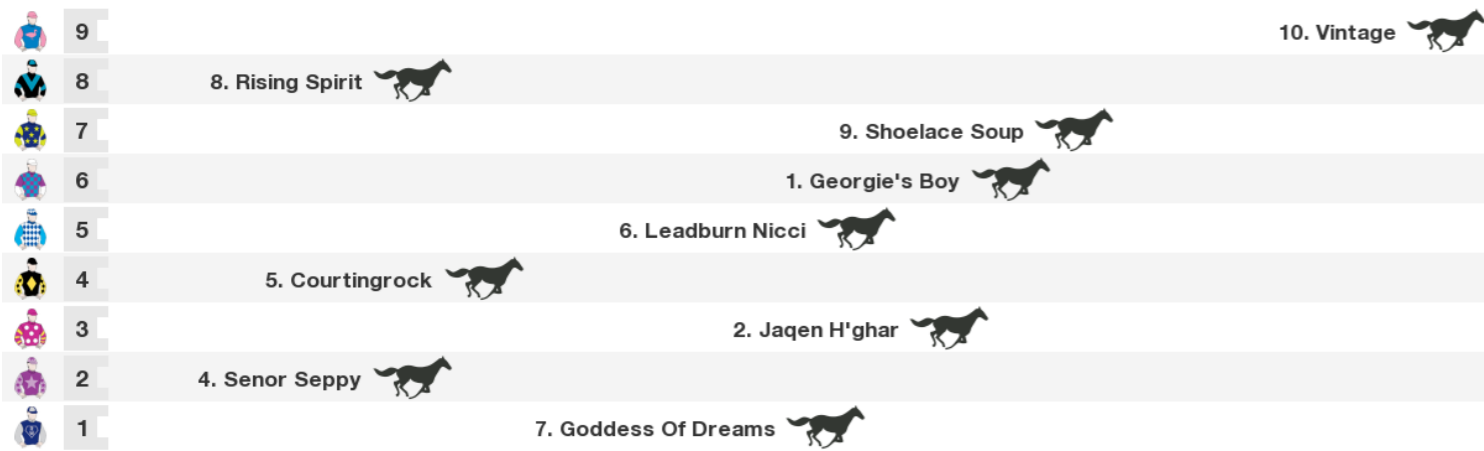 9 10. Vintage
8 8. Rising Spirit
7 9. Shoelace Soup
6 1. Georgie's Boy
5 6. Leadburn Nicci
4 5. Courtingrock
3 2. Jaqen H'ghar
2 4. Senor Seppy
1 7. Goddess Of Dreams